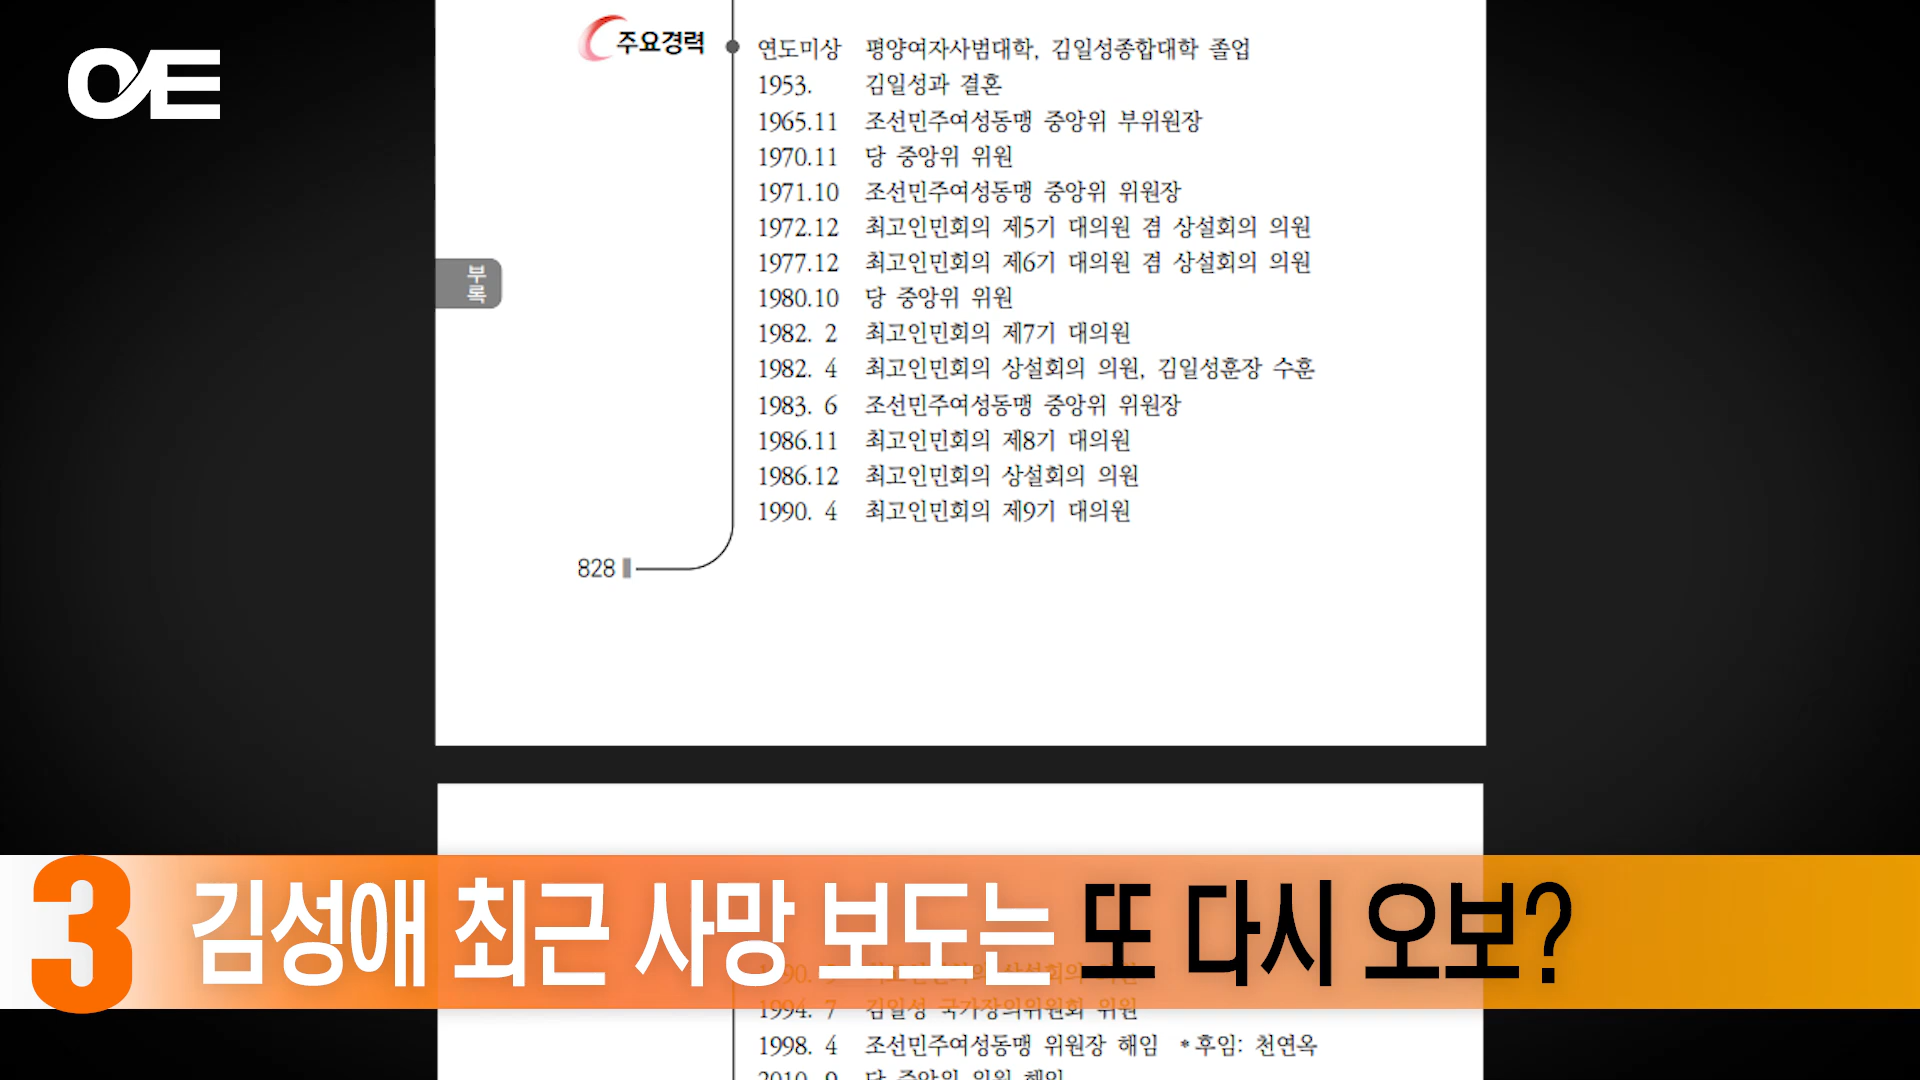 OE
주요경력
연도미상 평양여자사범대학, 김일성종합대학 졸업
1953. 김일성과 결혼
1965.11 조선민주여성동맹 중앙위 부위원장
1970.11 당 중앙위 위원
1971.10 조선민주여성동맹 중앙위 위원장
1972.12 최고인민회의 제5기 대의원 겸 상설회의 의원
1977.12 최고인민회의 제6기 대의원 겸 상설회의 의원
부록
1980.10 당 중앙위 위원
1982. 2 최고인민회의 제7기 대의원
1982. 4 최고인민회의 상설회의 의원, 김일성훈장 수훈
1983. 6 조선민주여성동맹 중앙위 위원장
1986.11 최고인민회의 제8기 대의원
1986.12 최고인민회의 상설회의 의원
1990. 4 최고인민회의 제9기 대의원
828
3 김성애 최근 사망 보도는 또 다시 오보?
상설회의
1994. 7 김일성 국가장의위원회 위원
1998. 4 조선민주여성동맹 위원장 해임 *후임: 천연옥